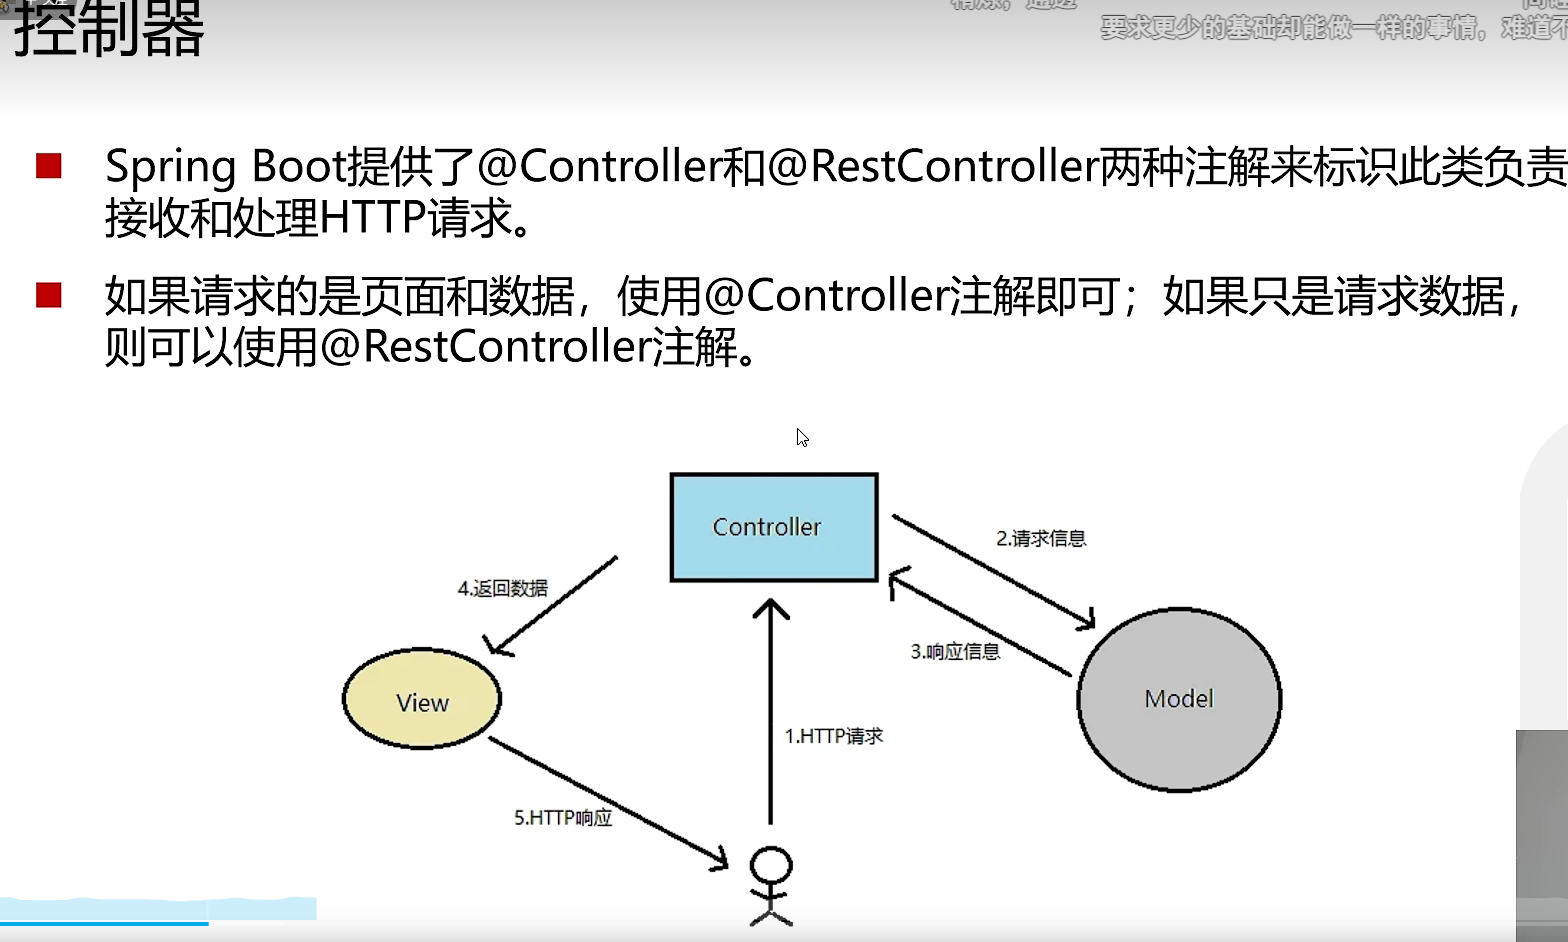 控制器
要求更少的基础却能做一样的事情，难道不
Spring Boot提供了@Controller和@RestController两种注解来标识此类负责
接收和处理HTTP请求。
如果请求的是页面和数据，使用@Controller注解即可；如果只是请求数据，
则可以使用@RestController注解。
Controller
2.请求信息
4.返回数据
3.响应信息
View
Model
1.HTTP请求
5.HTTP响应